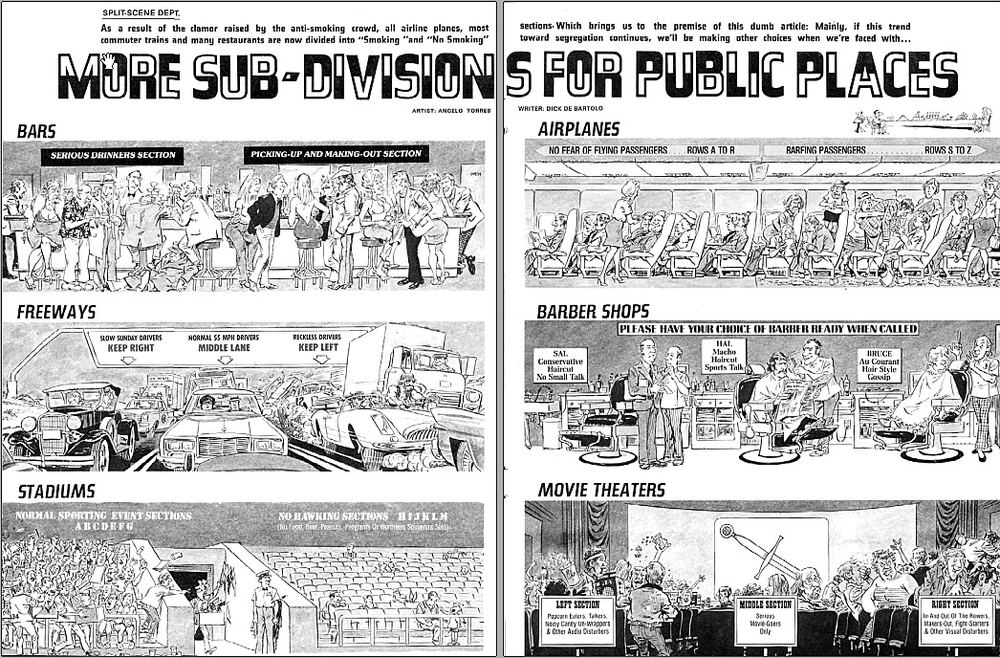 SPLIT-SCENE DEPT.
As a result of the clamor raised by the anti-smoking crowd, all airline planes, most
commuter trains and many restaurants are now divided into "Smoking "and "No Smoking"
sections. Which brings us to the premise of this dumb article: Mainly, if this trend
toward segregation continues, we'll be making other choices when we're faced with...
MORE SUB-DIVISIONS FOR PUBLIC PLACES
ARTIST: ANGELO TORRES
WRITER: DICK DE BARTOLO
BARS
SERIOUS DRINKERS SECTION
PICKING-UP AND MAKING-OUT SECTION
FREEWAYS
SLOW SUNDAY DRIVERS
KEEP RIGHT
NORMAL 55 MPH DRIVERS
MIDDLE LANE
RECKLESS DRIVERS
KEEP LEFT
STADIUMS
NORMAL SPORTING EVENT SECTIONS
A B C D E F G
NO HAWKING SECTIONS H I J K L M
(No Food, Beer, Peanuts, Programs Or Worthless Souvenirs Sold)
AIRPLANES
NO FEAR OF FLYING PASSENGERS....ROWS A TO R
BARFING PASSENGERS..............ROWS S TO Z
BARBER SHOPS
PLEASE HAVE YOUR CHOICE OF BARBER READY WHEN CALLED
SAL
Conservative
Haircut
No Small Talk
HAL
Macho
Haircut
Sports Talk
BRUCE
Au Courant
Hair Style
Gossip
MOVIE THEATERS
LEFT SECTION
Popcorn Eaters, Talkers,
Noisy Candy Un-Wrappers
& Other Audio Disturbers
MIDDLE SECTION
Serious
Movie-Goers
Only
RIGHT SECTION
In-And-Out Of The Rowers,
Makers-Out, Fight-Starters
& Other Visual Disturbers